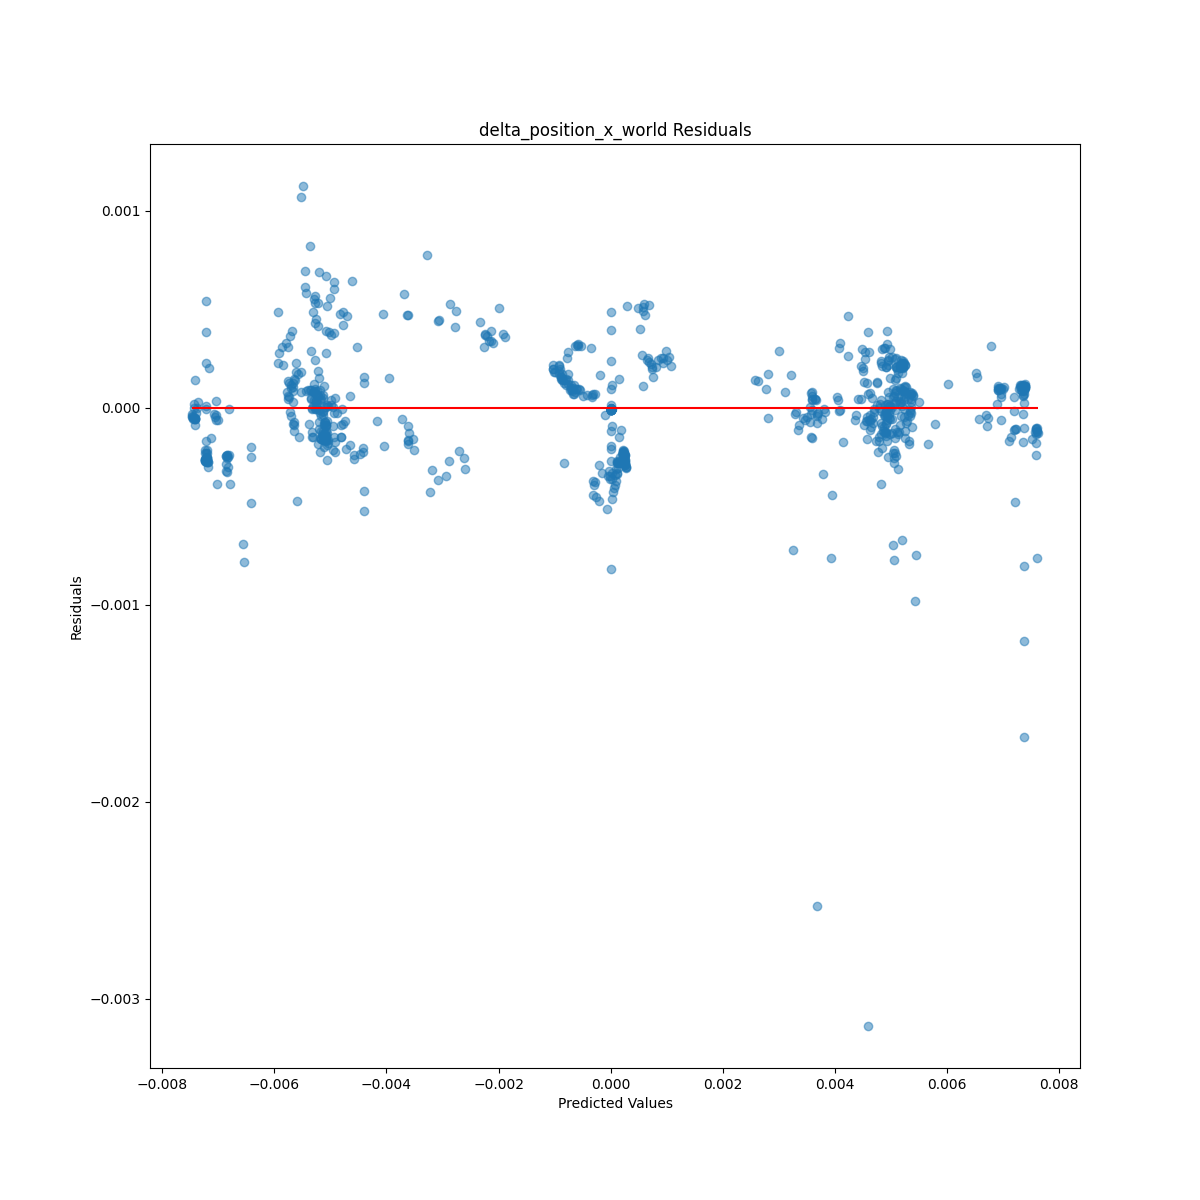 delta_position_x_world Residuals
0.001
0.000
−0.001
−0.002
−0.003
Residuals
−0.008 −0.006 −0.004 −0.002 0.000 0.002 0.004 0.006 0.008
Predicted Values